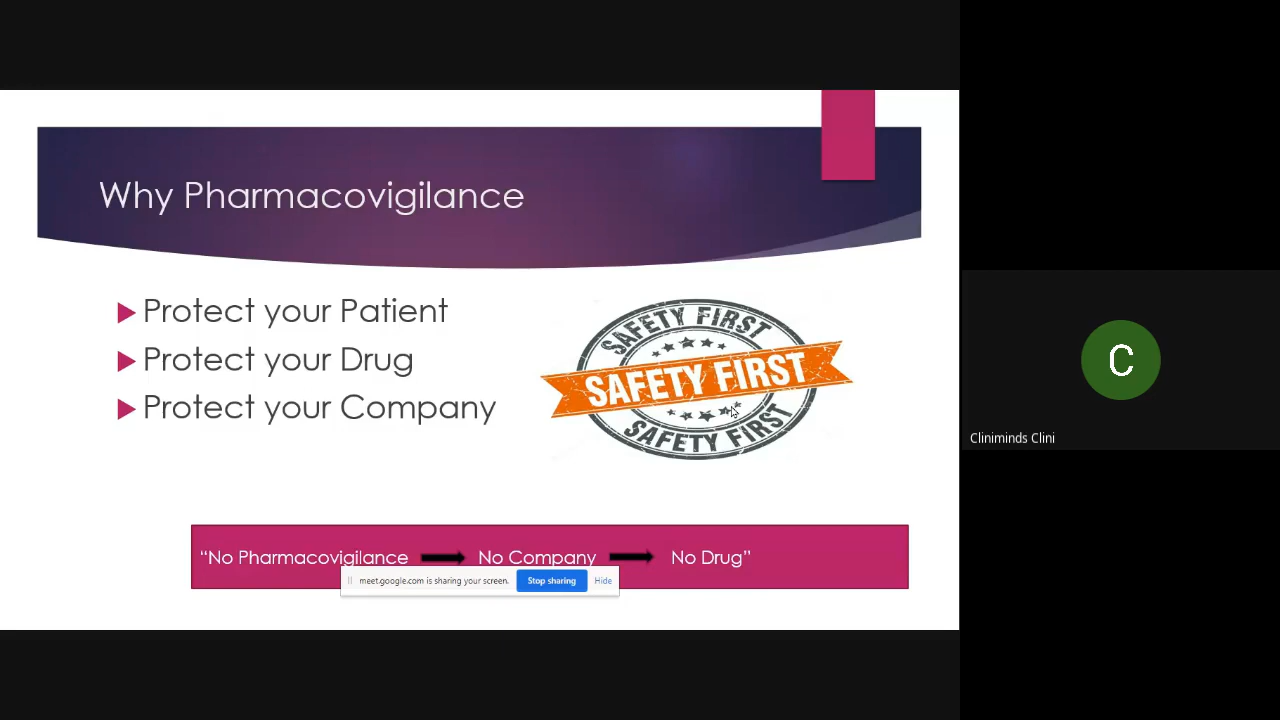 Why Pharmacovigilance
Protect your Patient
Protect your Drug
Protect your Company
SAFETY FIRST
SAFETY FIRST
SAFETY FIRST
“No Pharmacovigilance No Company No Drug”
meet.google.com is sharing your screen. Stop sharing Hide
C
Cliniminds Clini